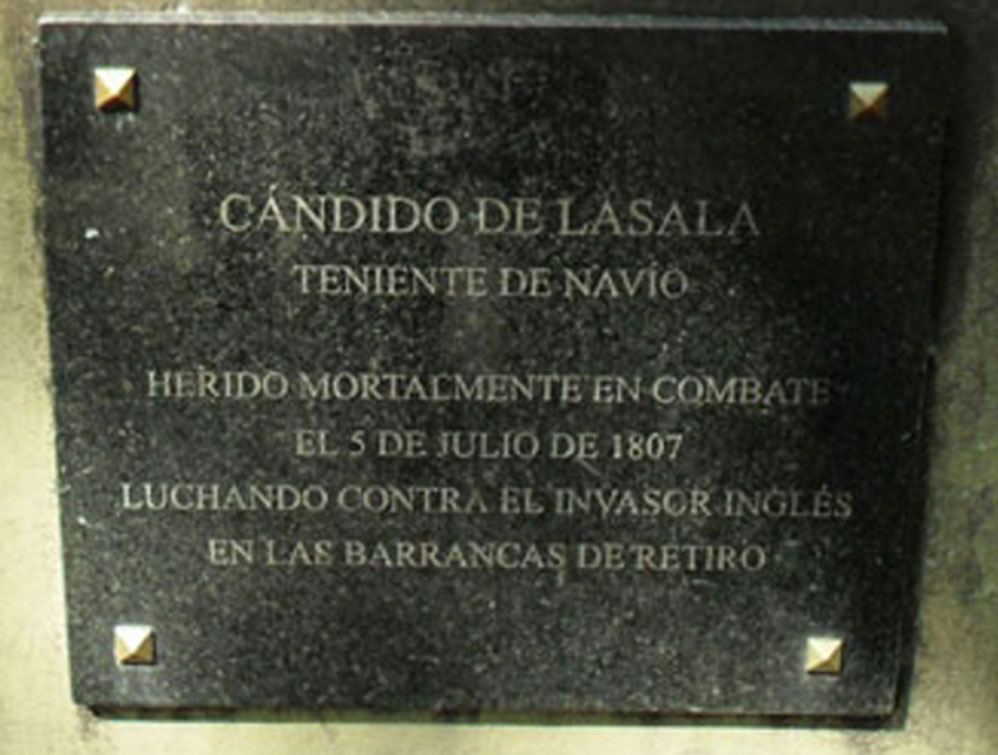 CÁNDIDO DE LASALA
TENIENTE DE NAVÍO
HERIDO MORTALMENTE EN COMBATE
EL 5 DE JULIO DE 1807
LUCHANDO CONTRA EL INVASOR INGLÉS
EN LAS BARRANCAS DE RETIRO